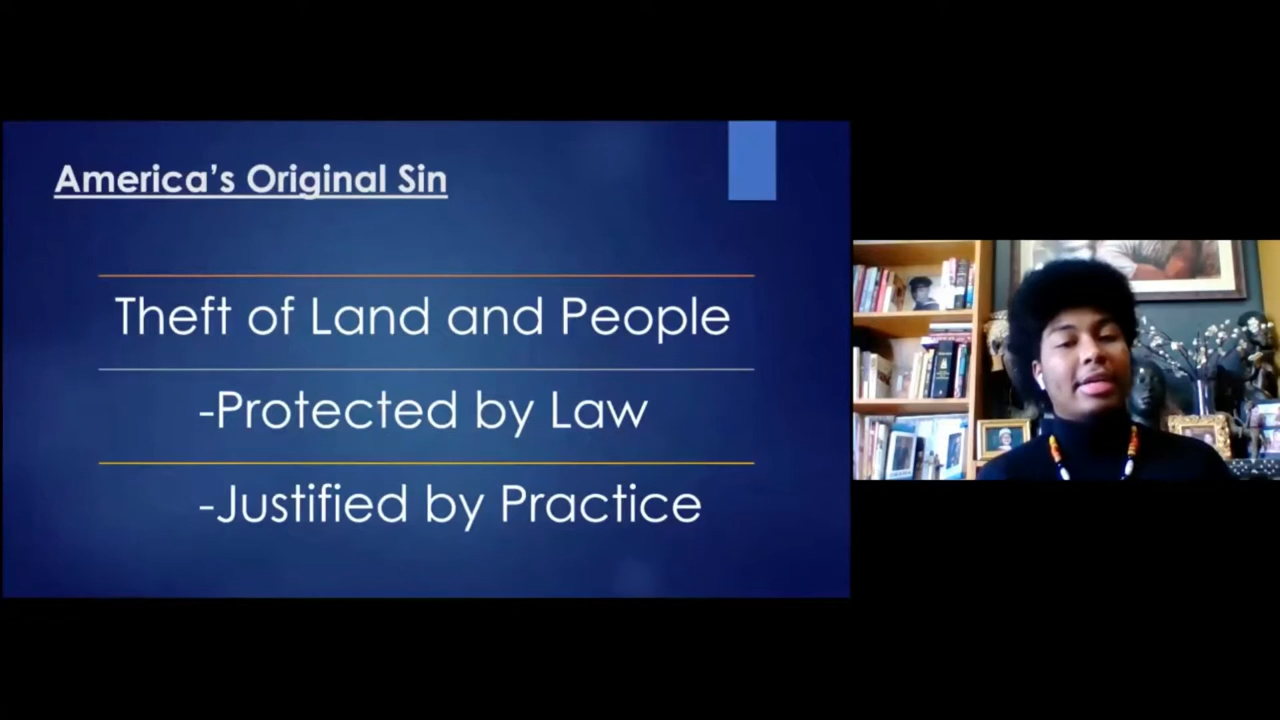 America's Original Sin
Theft of Land and People
-Protected by Law
-Justified by Practice